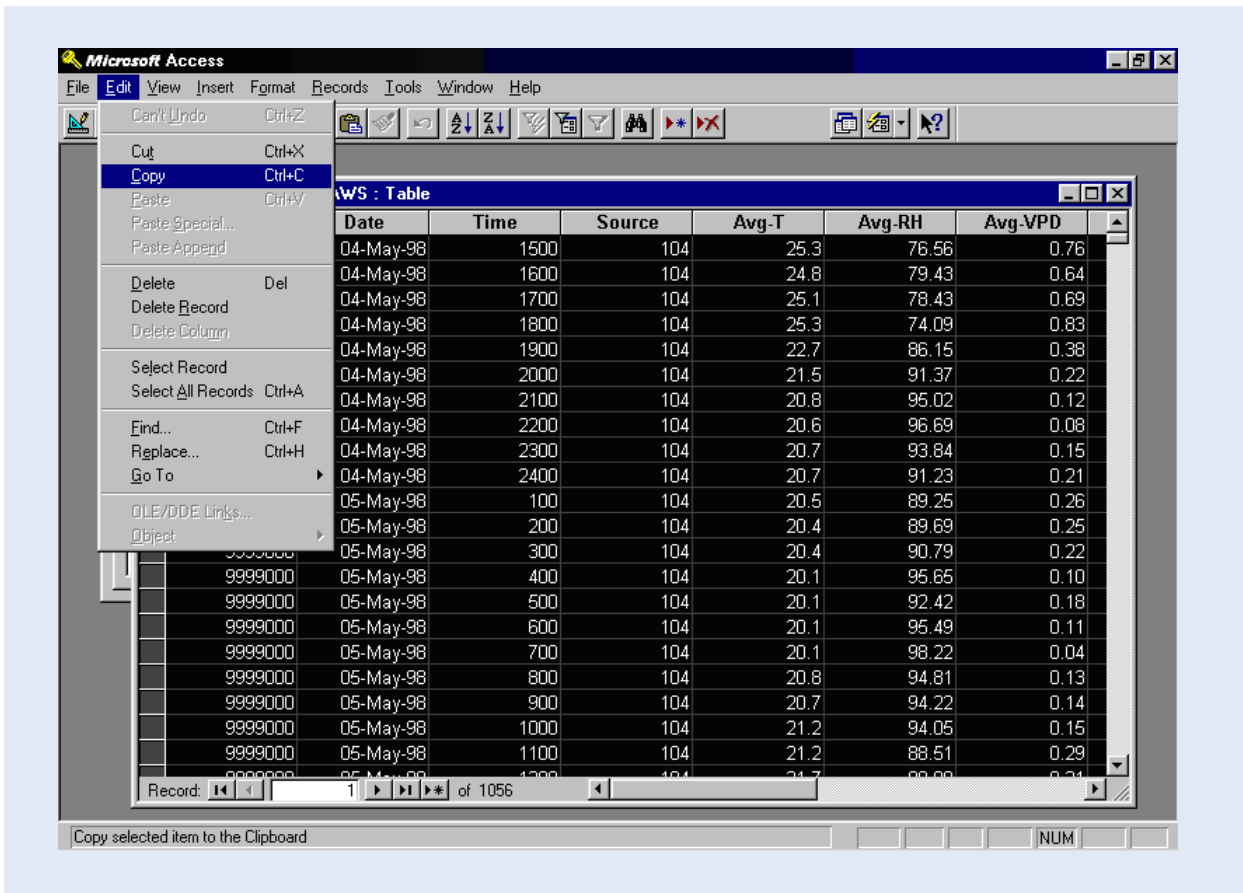 Microsoft Access
File Edit View Insert Format Records Tools Window Help
Can't Undo Ctrl+Z
Cut Ctrl+X
Copy Ctrl+C
Paste Ctrl+V
Paste Special...
Paste Append
Delete Del
Delete Record
Delete Column
Select Record
Select All Records Ctrl+A
Find... Ctrl+F
Replace... Ctrl+H
Go To
OLE/DDE Links...
Object
AWS : Table
Date Time Source Avg-T Avg-RH Avg-VPD
04-May-98 1500 104 25.3 76.56 0.76
04-May-98 1600 104 24.8 79.43 0.64
04-May-98 1700 104 25.1 78.43 0.69
04-May-98 1800 104 25.3 74.09 0.83
04-May-98 1900 104 22.7 86.15 0.38
04-May-98 2000 104 21.5 91.37 0.22
04-May-98 2100 104 20.8 95.02 0.12
04-May-98 2200 104 20.6 96.69 0.08
04-May-98 2300 104 20.7 93.84 0.15
04-May-98 2400 104 20.7 91.23 0.21
05-May-98 100 104 20.5 89.25 0.26
05-May-98 200 104 20.4 89.69 0.25
05-May-98 300 104 20.4 90.79 0.22
9999000 05-May-98 400 104 20.1 95.65 0.10
9999000 05-May-98 500 104 20.1 92.42 0.18
9999000 05-May-98 600 104 20.1 95.49 0.11
9999000 05-May-98 700 104 20.1 98.22 0.04
9999000 05-May-98 800 104 20.8 94.81 0.13
9999000 05-May-98 900 104 20.7 94.22 0.14
9999000 05-May-98 1000 104 21.2 94.05 0.15
9999000 05-May-98 1100 104 21.2 88.51 0.29
Record: 1 of 1056
Copy selected item to the Clipboard NUM